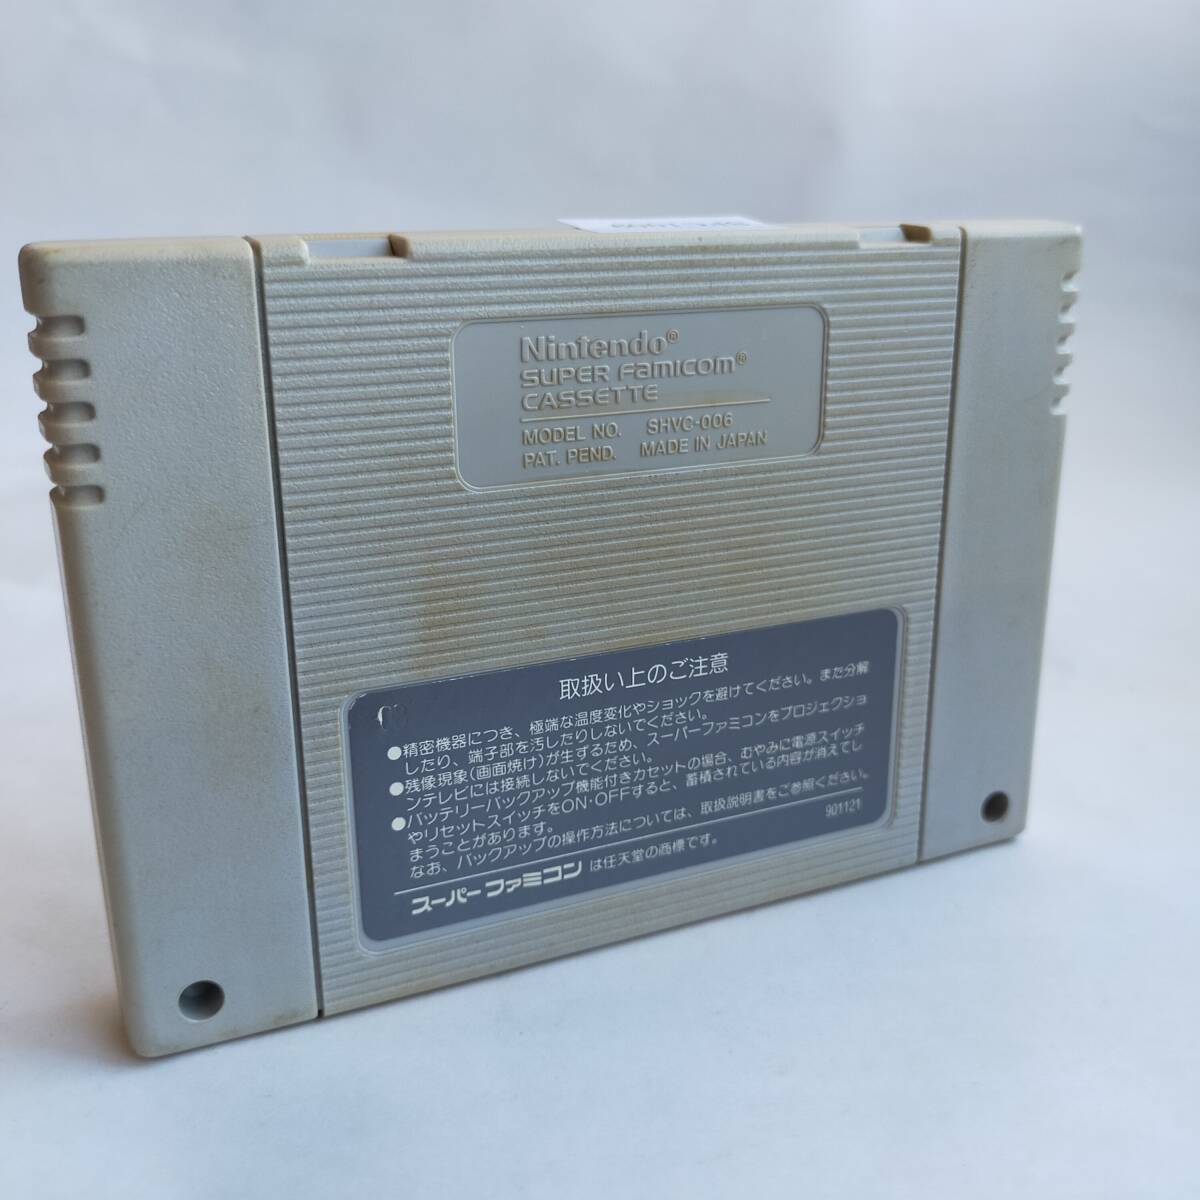 Nintendo®
SUPER Famicom®
CASSETTE
MODEL NO. SHVC-006
PAT. PEND. MADE IN JAPAN
取扱い上のご注意
●精密機器につき、極端な温度変化やショックを避けてください。また分解
したり、端子部を汚したりしないでください。
●残像現象(画面焼け)が生ずるため、スーパーファミコンをプロジェクショ
ンテレビには接続しないでください。
●バッテリーバックアップ機能付きカセットの場合、むやみに電源スイッチ
やリセットスイッチをON・OFFすると、蓄積されている内容が消えてし
まうことがあります。
なお、バックアップの操作方法については、取扱説明書をご参照ください。
901121
スーパーファミコン は任天堂の商標です。